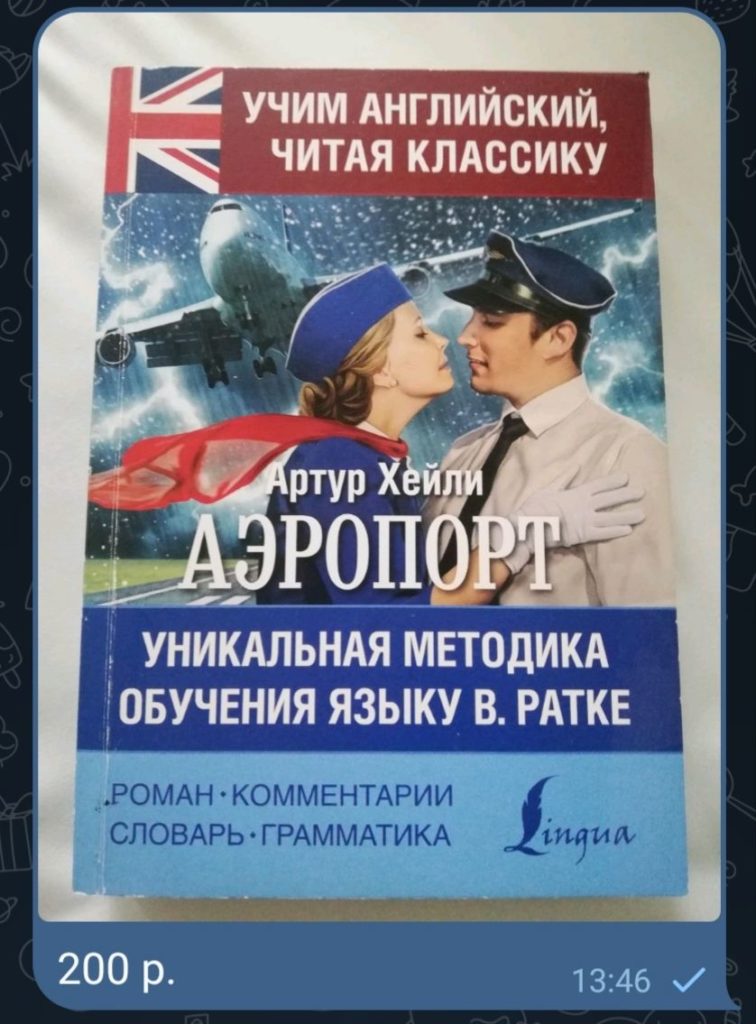 УЧИМ АНГЛИЙСКИЙ,
ЧИТАЯ КЛАССИКУ
Артур Хейли
АЭРОПОРТ
УНИКАЛЬНАЯ МЕТОДИКА
ОБУЧЕНИЯ ЯЗЫКУ В. РАТКЕ
РОМАН·КОММЕНТАРИИ
СЛОВАРЬ·ГРАММАТИКА
Lingua
200 р.
13:46